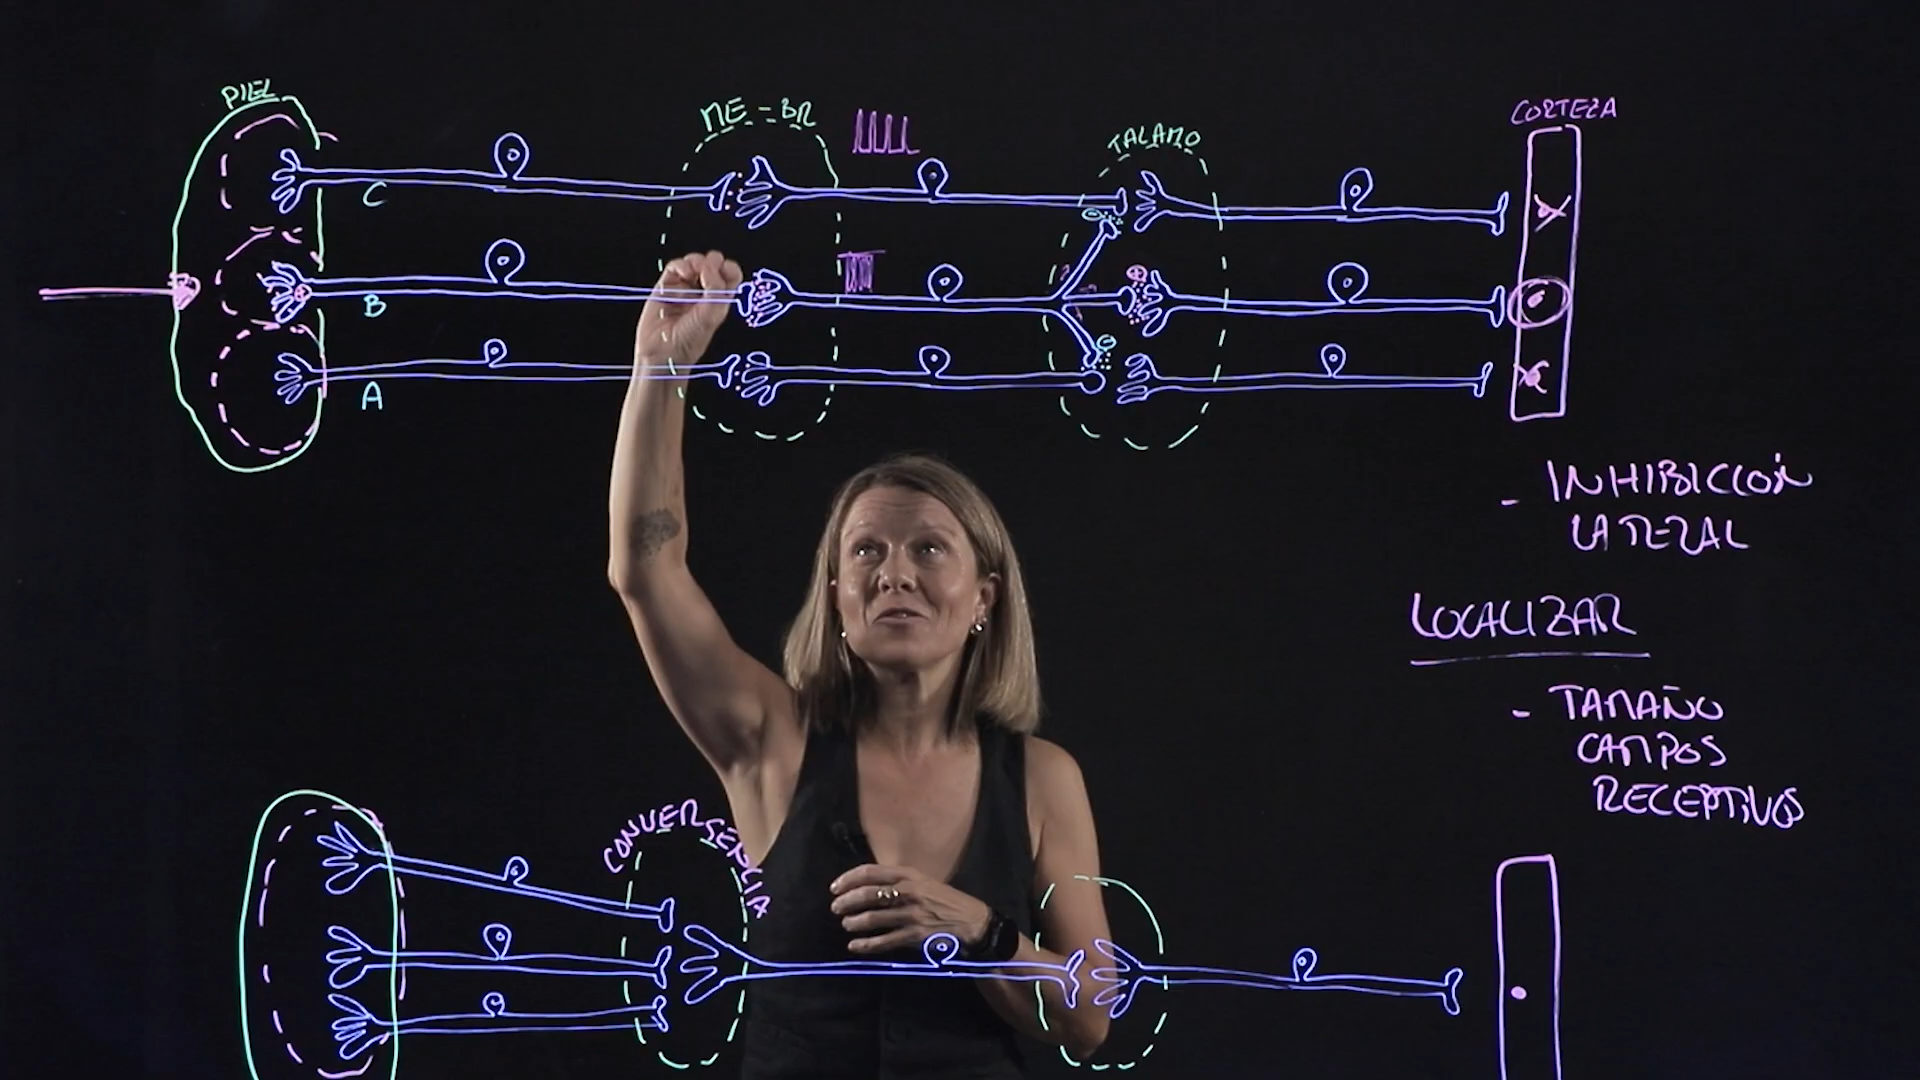 PIEL
ME-BR
TALAMO
CORTEZA
C
B
A
- INHIBICCIÓN
LATERAL
LOCALIZAR
- TAMAÑO
CAMPOS
RECEPTIVOS
CONVERGENCIA